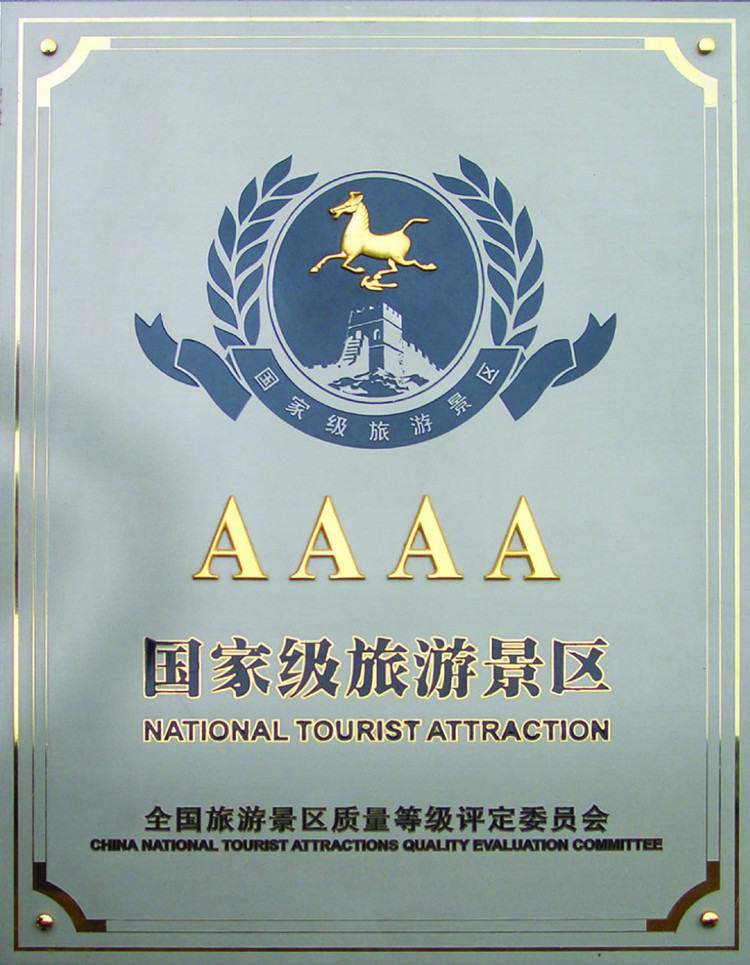 国家级旅游景区
AAAA
国家级旅游景区
NATIONAL TOURIST ATTRACTION
全国旅游景区质量等级评定委员会
CHINA NATIONAL TOURIST ATTRACTIONS QUALITY EVALUATION COMMITTEE